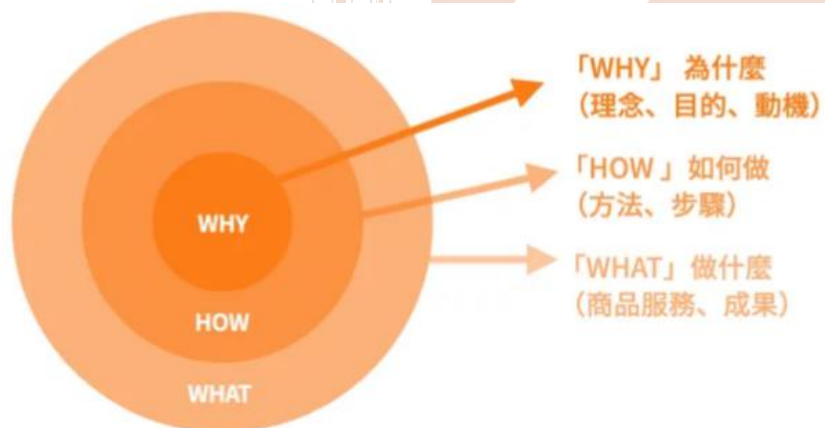 WHY
HOW
WHAT
「WHY」 為什麼
（理念、目的、動機）
「HOW 」如何做
（方法、步驟）
「WHAT」做什麼
（商品服務、成果）